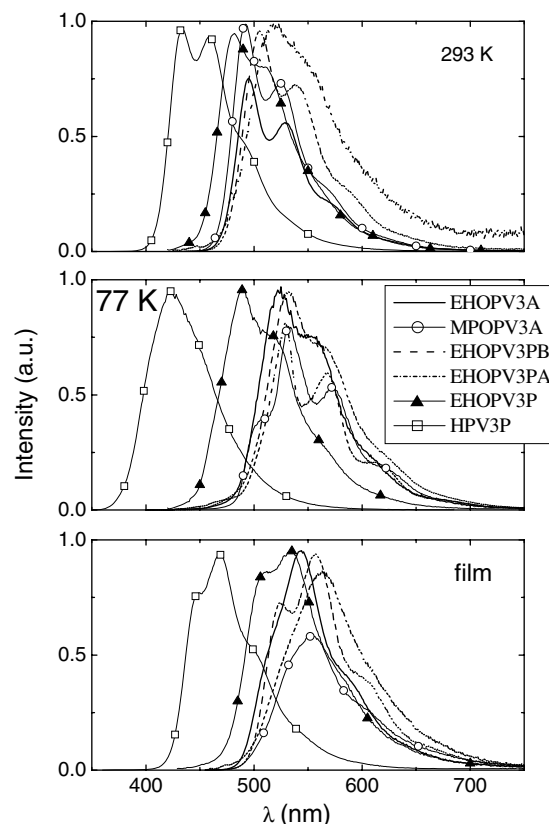 1.0
293 K
0.5
0.0
1.0
77 K
EHOPV3A
MPOPV3A
EHOPV3PB
EHOPV3PA
EHOPV3P
HPV3P
Intensity (a.u.)
0.5
0.0
1.0
film
0.5
0.0
400 500 600 700
λ (nm)